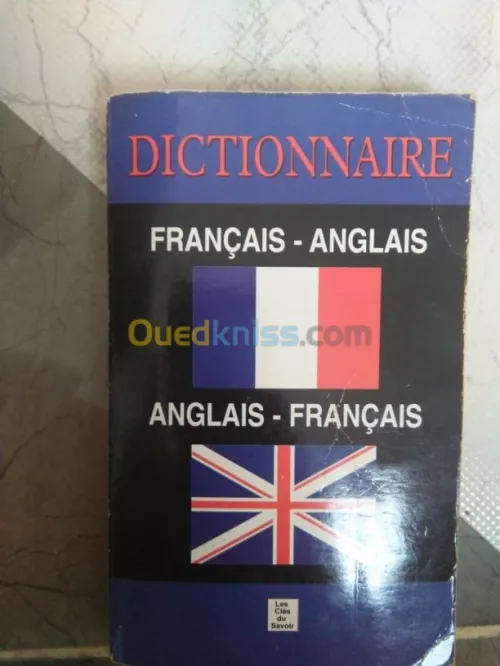 DICTIONNAIRE
FRANÇAIS - ANGLAIS
Ouedkniss.com
ANGLAIS - FRANÇAIS
Les
Clés
du
Savoir